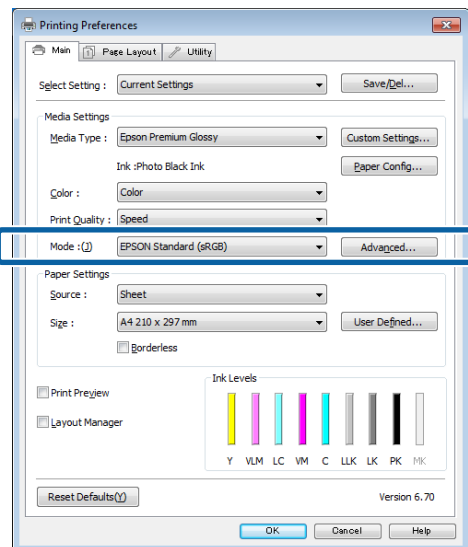 Printing Preferences
Main Page Layout Utility
Select Setting : Current Settings Save/Del...
Media Settings
Media Type : Epson Premium Glossy Custom Settings...
Ink :Photo Black Ink Paper Config...
Color : Color
Print Quality : Speed
Mode :(J) EPSON Standard (sRGB) Advanced...
Paper Settings
Source : Sheet
Size : A4 210 x 297 mm User Defined...
Borderless
Ink Levels
Print Preview
Layout Manager
Y VLM LC VM C LLK LK PK MK
Reset Defaults(Y) Version 6.70
OK Cancel Help